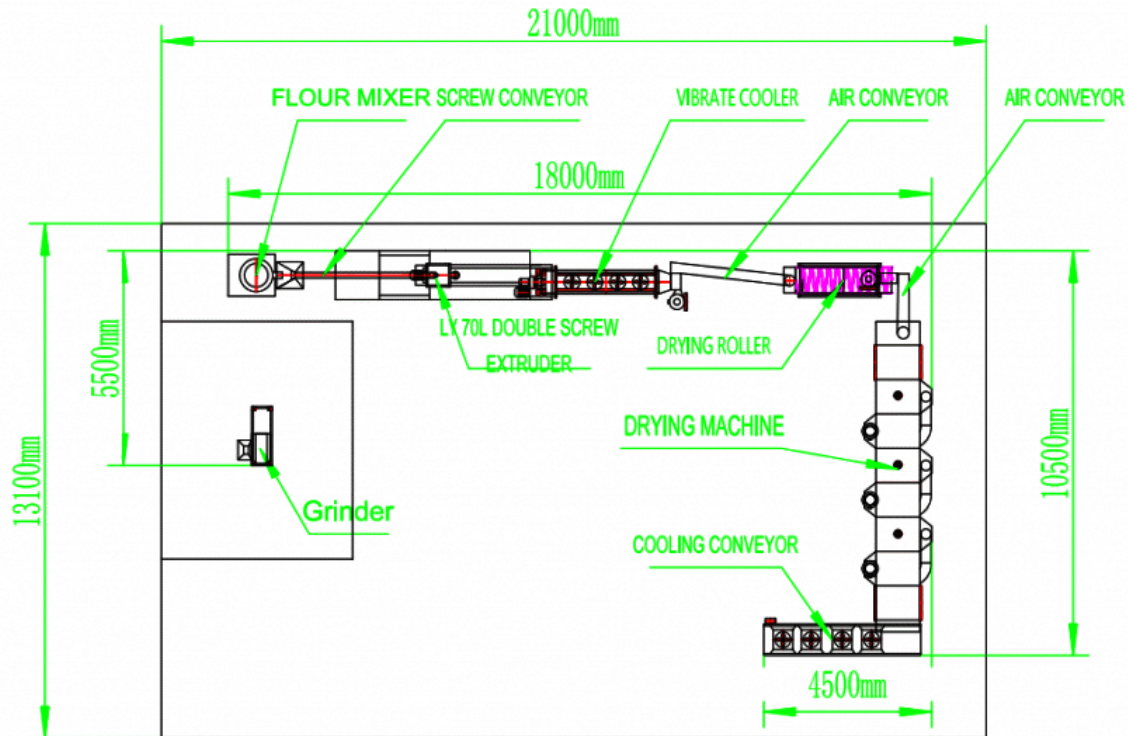 21000mm
FLOUR MIXER SCREW CONVEYOR
VIBRATE COOLER
AIR CONVEYOR
AIR CONVEYOR
18000mm
LY 70L DOUBLE SCREW
EXTRUDER
DRYING ROLLER
5500mm
DRYING MACHINE
13100mm
10500mm
Grinder
COOLING CONVEYOR
4500mm